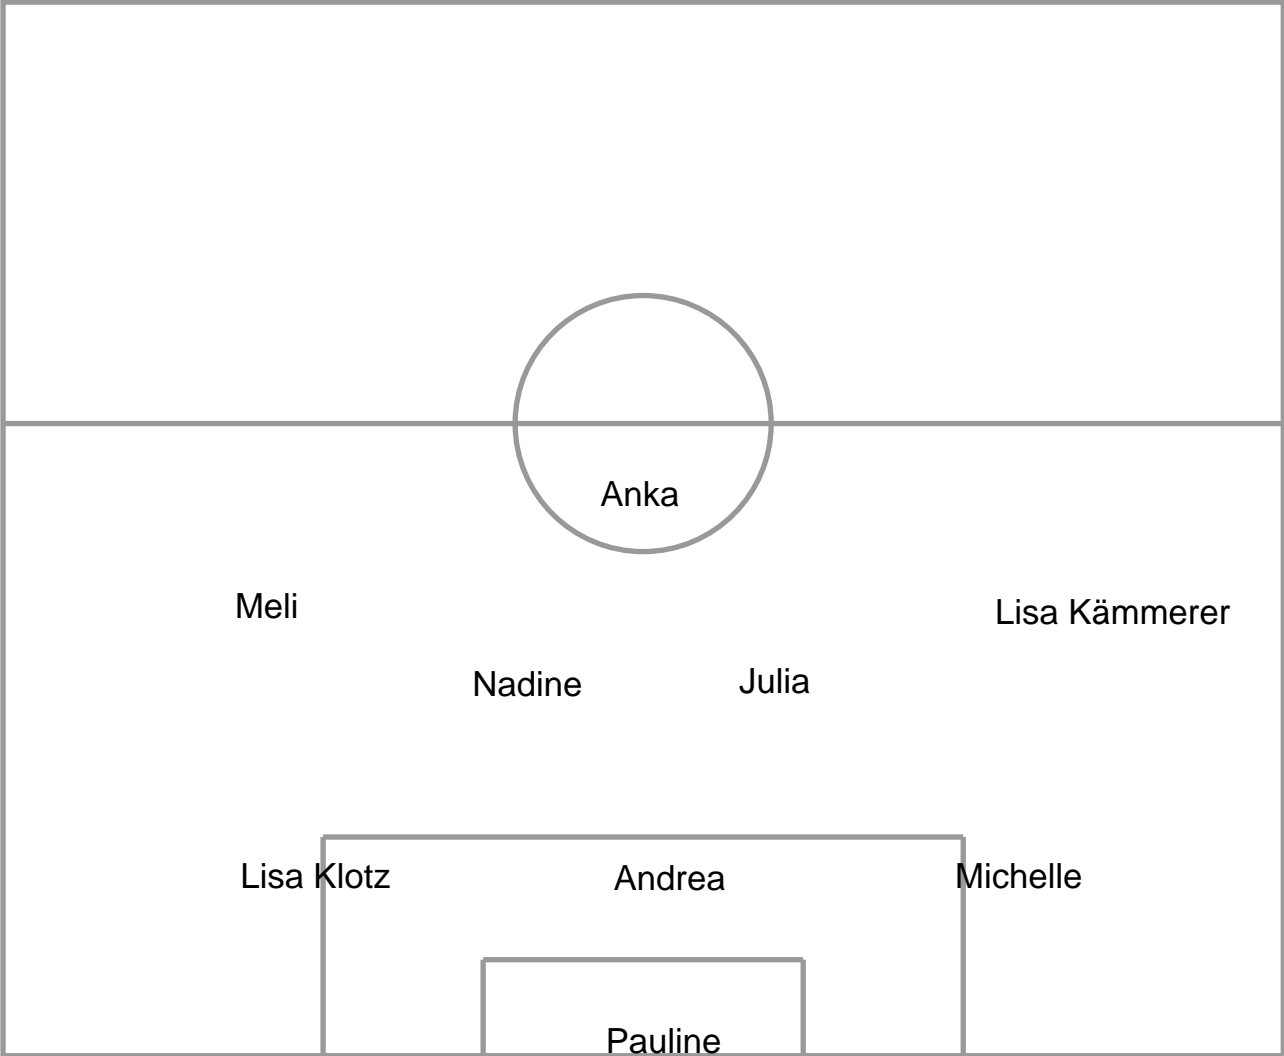 Anka
Meli
Lisa Kämmerer
Nadine
Julia
Lisa Klotz
Andrea
Michelle
Pauline